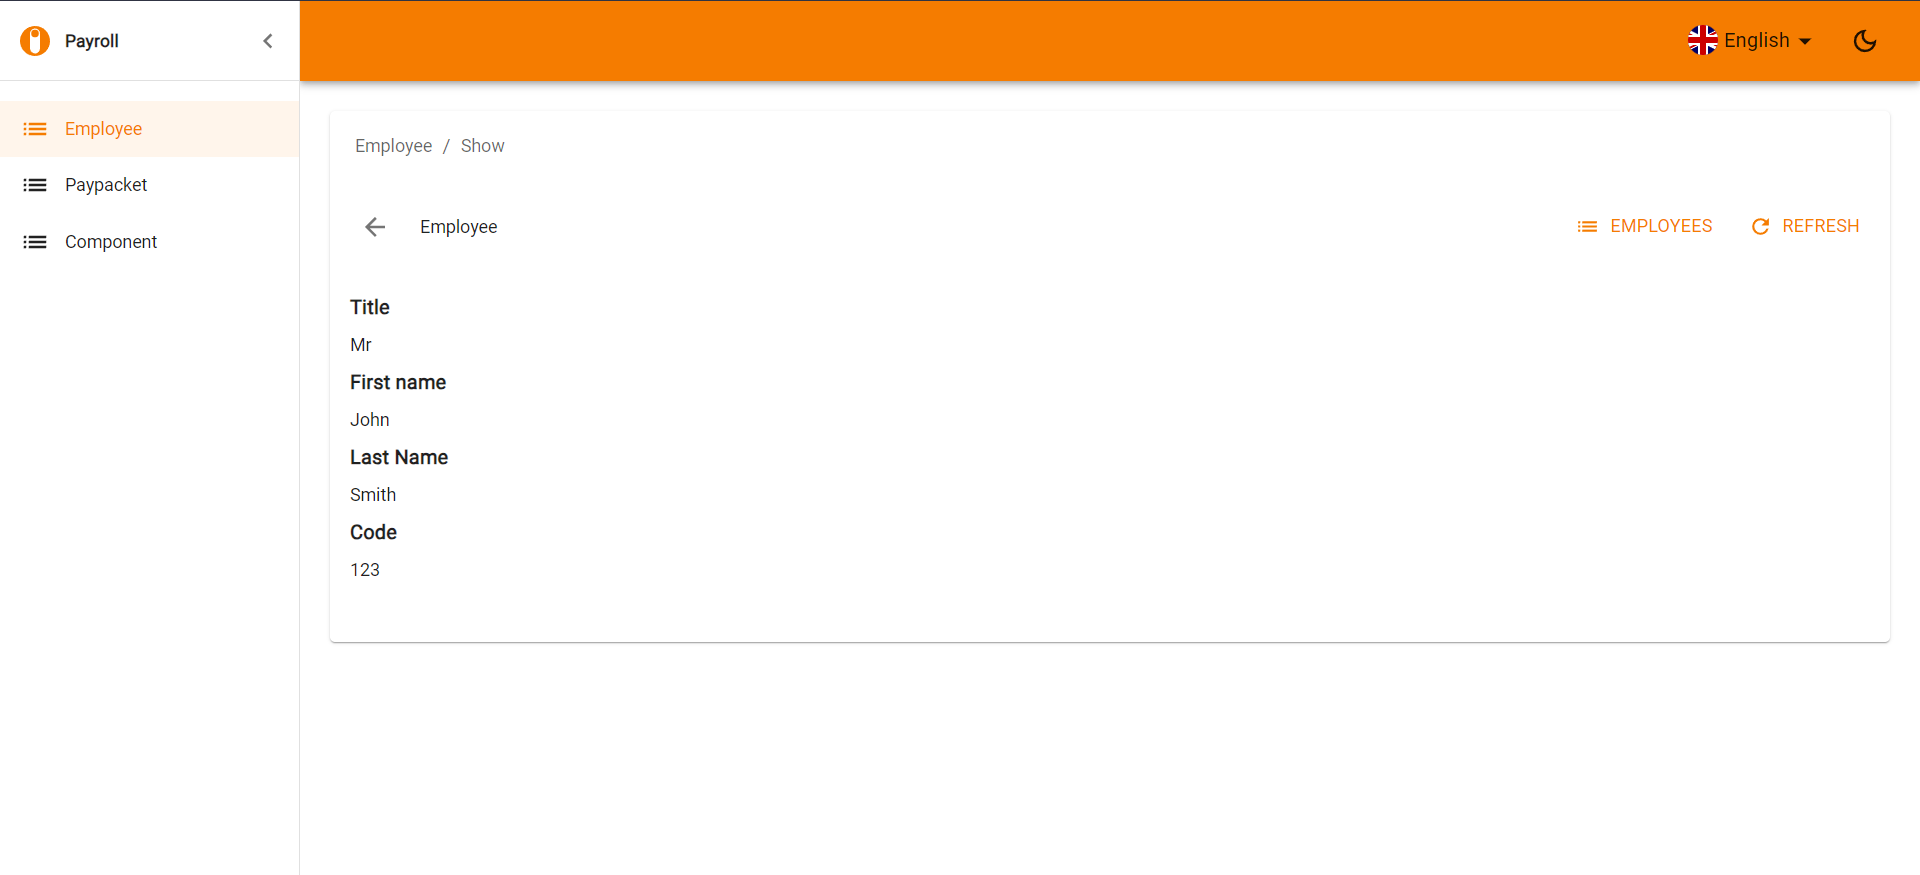 Payroll
English
Employee
Paypacket
Component
Employee / Show
Employee
EMPLOYEES
REFRESH
Title
Mr
First name
John
Last Name
Smith
Code
123